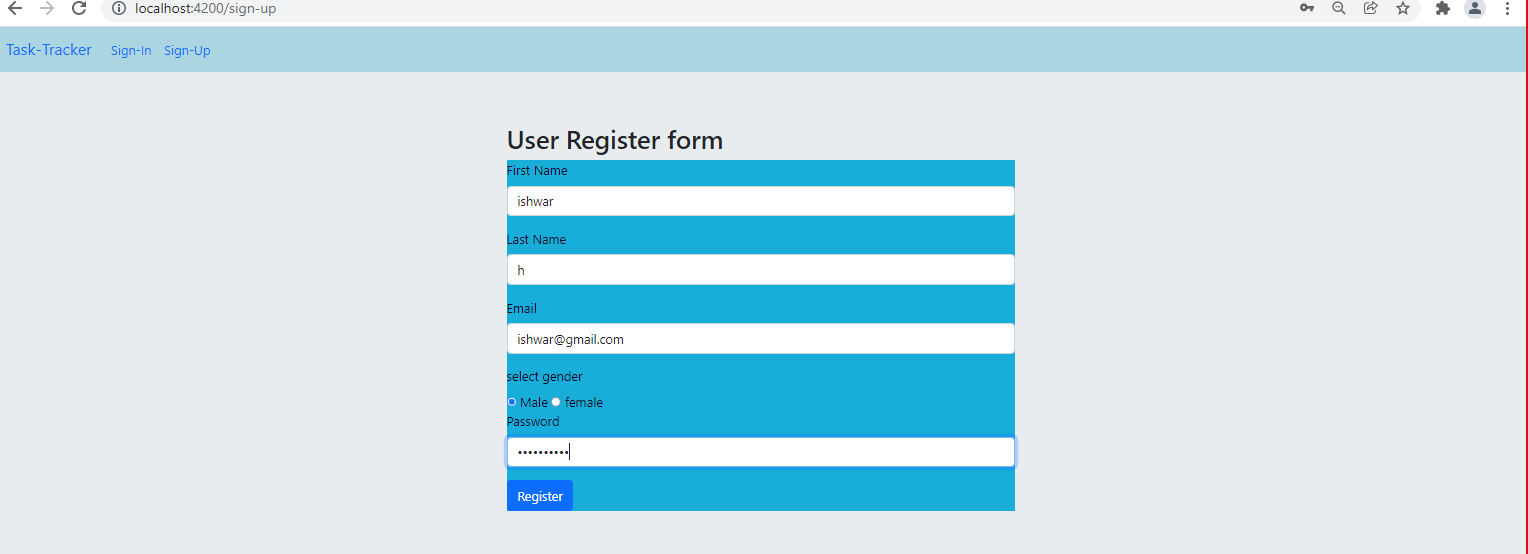 localhost:4200/sign-up
Task-Tracker Sign-In Sign-Up
User Register form
First Name
ishwar
Last Name
h
Email
ishwar@gmail.com
select gender
Male female
Password
••••••••••
Register